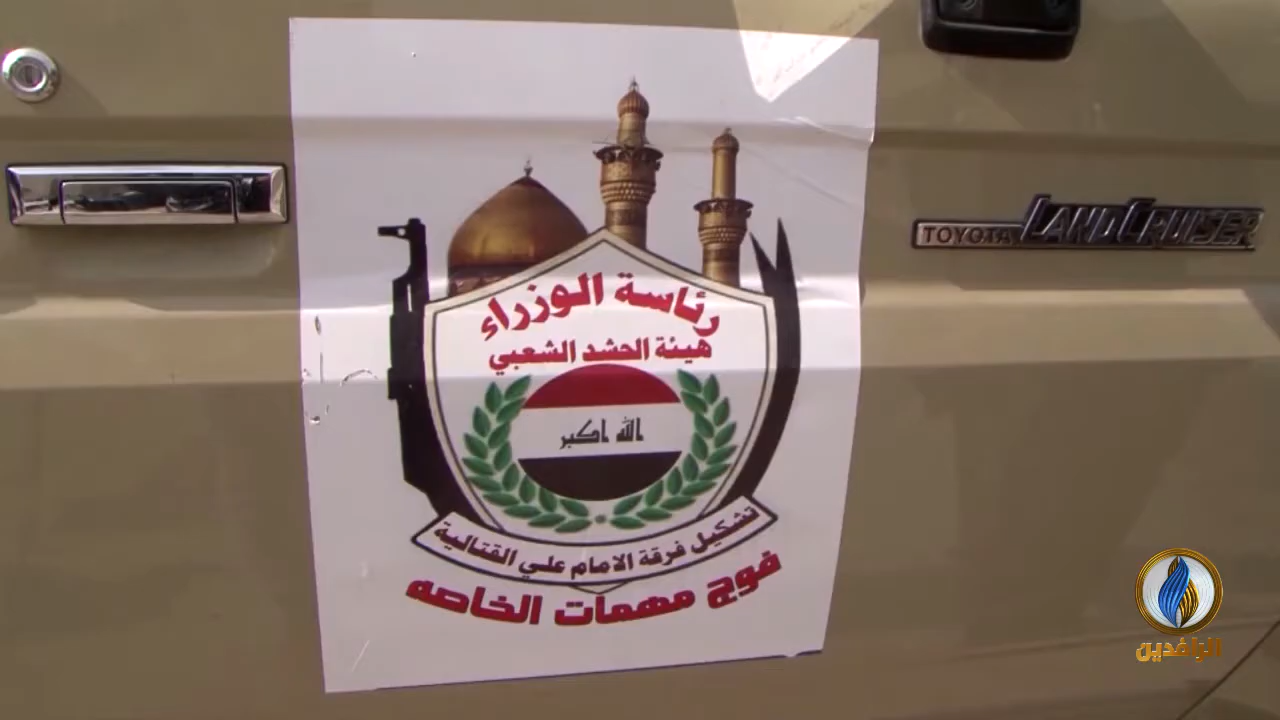 رئاسة الوزراء
هيئة الحشد الشعبي
الله اكبر
تشكيل فرقة الامام علي القتالية
فوج مهمات الخاصه
TOYOTA LANDCRUISER
الرافدين